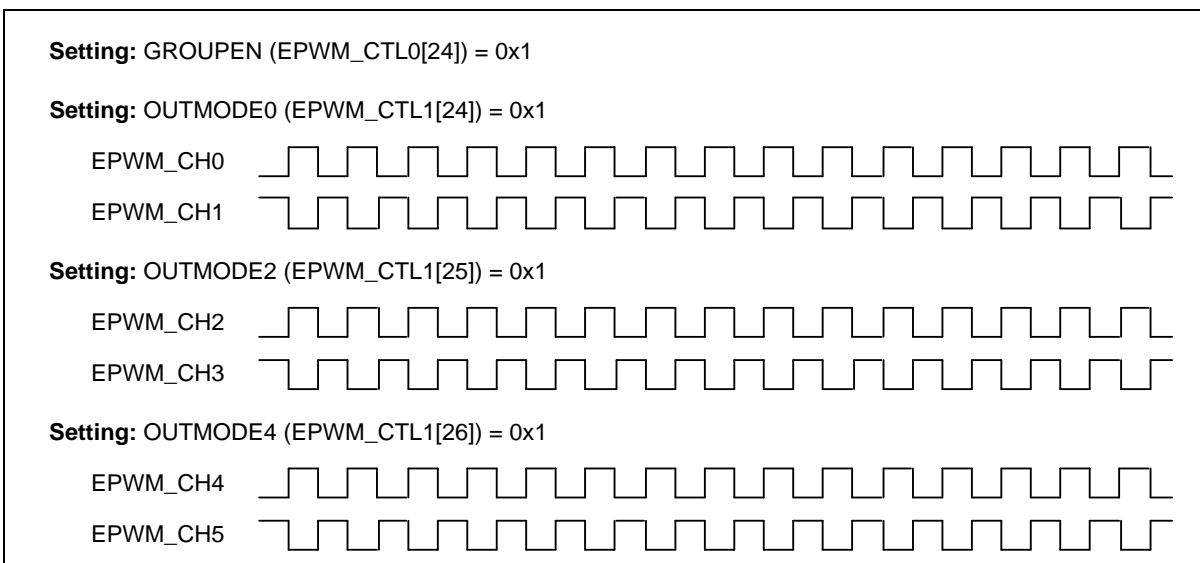 Setting: GROUPEN (EPWM_CTL0[24]) = 0x1
Setting: OUTMODE0 (EPWM_CTL1[24]) = 0x1
EPWM_CH0
EPWM_CH1
Setting: OUTMODE2 (EPWM_CTL1[25]) = 0x1
EPWM_CH2
EPWM_CH3
Setting: OUTMODE4 (EPWM_CTL1[26]) = 0x1
EPWM_CH4
EPWM_CH5